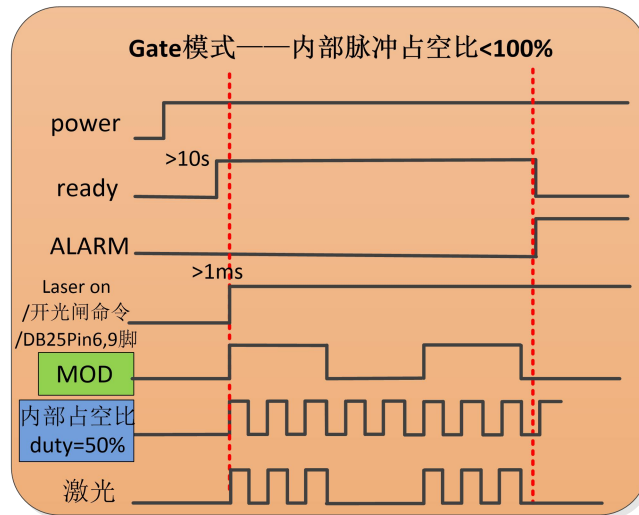 Gate模式——内部脉冲占空比<100%
power
>10s
ready
ALARM
>1ms
Laser on
/开光闸命令
/DB25Pin6,9脚
MOD
内部占空比
duty=50%
激光